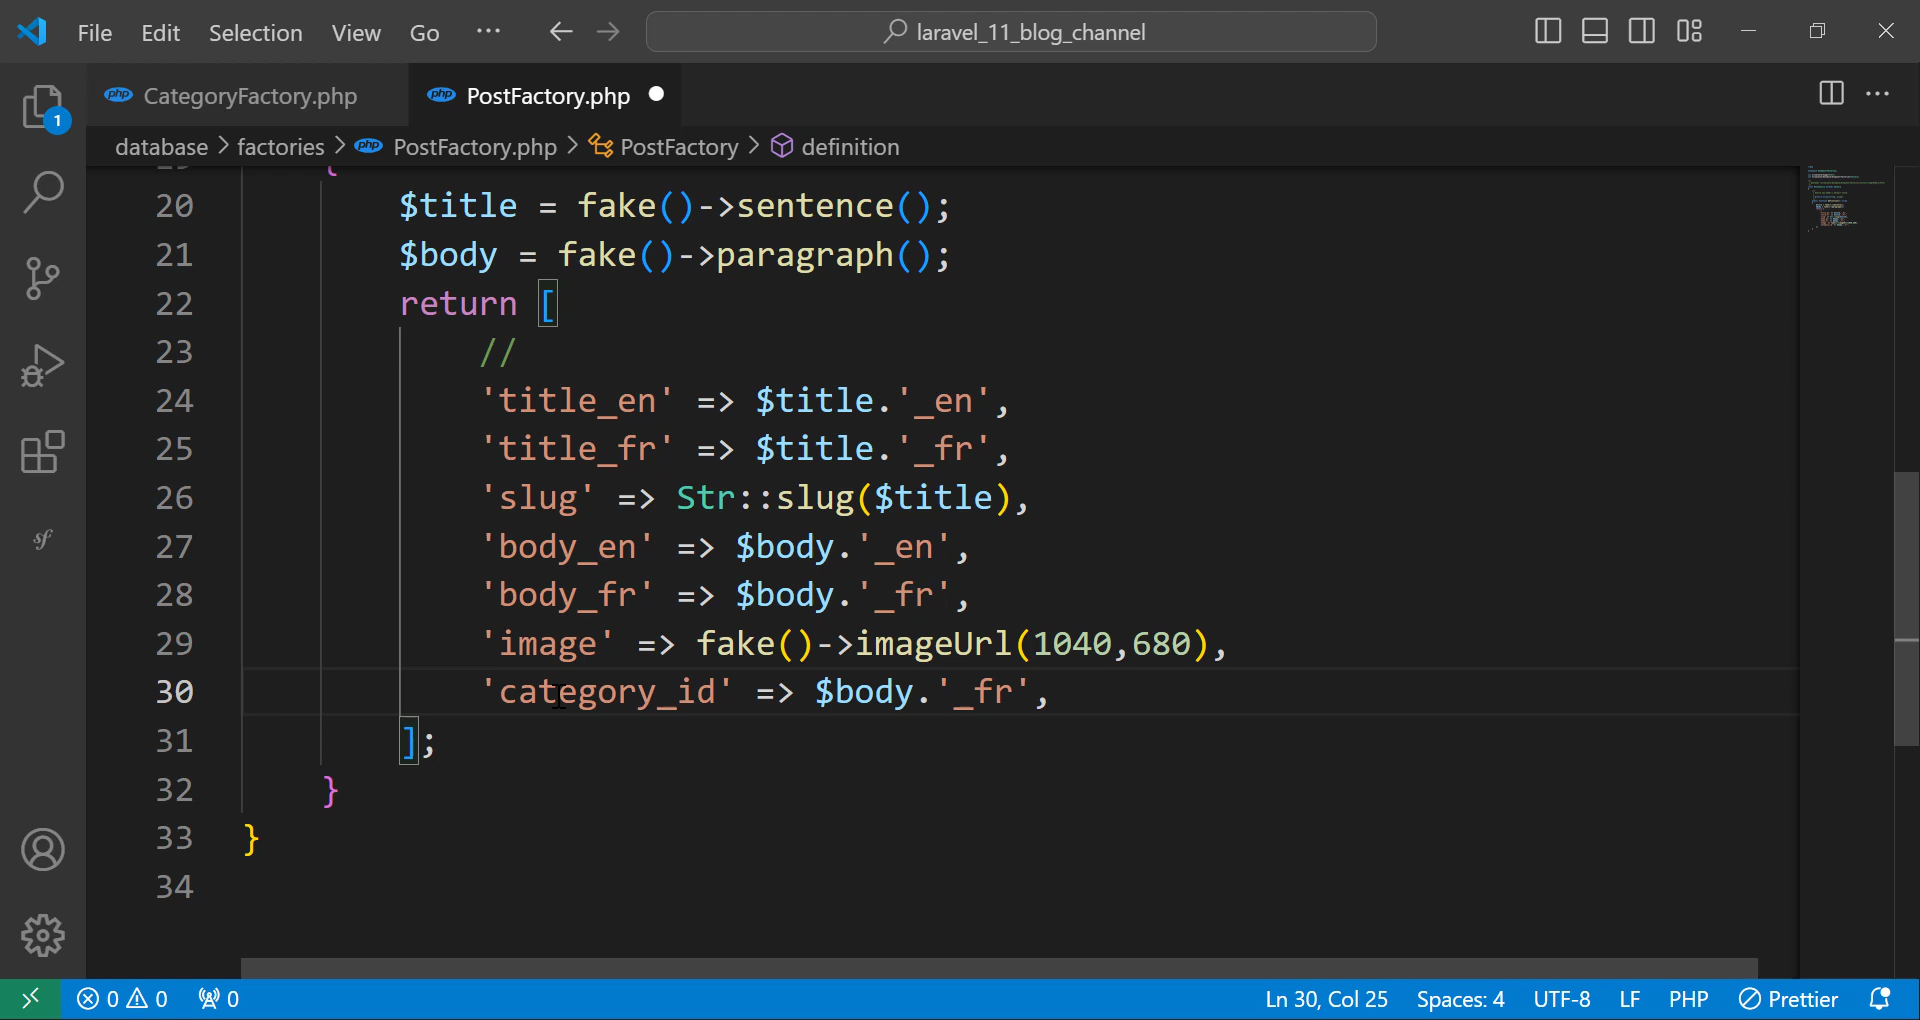 File Edit Selection View Go ··· laravel_11_blog_channel
CategoryFactory.php PostFactory.php
database > factories > PostFactory.php > PostFactory > definition
20 $title = fake()->sentence();
21 $body = fake()->paragraph();
22 return [
23 //
24 'title_en' => $title.'_en',
25 'title_fr' => $title.'_fr',
26 'slug' => Str::slug($title),
27 'body_en' => $body.'_en',
28 'body_fr' => $body.'_fr',
29 'image' => fake()->imageUrl(1040,680),
30 'category_id' => $body.'_fr',
31 ];
32 }
33 }
34
1
0 0 0 Ln 30, Col 25 Spaces: 4 UTF-8 LF PHP Prettier